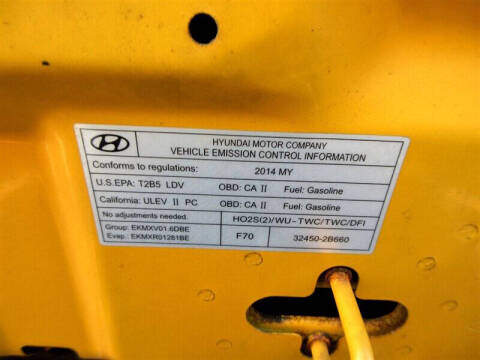 HYUNDAI MOTOR COMPANY
VEHICLE EMISSION CONTROL INFORMATION
Conforms to regulations: 2014 MY
U.S.EPA: T2B5 LDV OBD: CA II Fuel: Gasoline
California: ULEV II PC OBD: CA II Fuel: Gasoline
No adjustments needed. HO2S(2)/WU-TWC/TWC/DFI
Group: EKMXV01.6DBE
Evap: EKMXR01281BE F70 32450-2B660